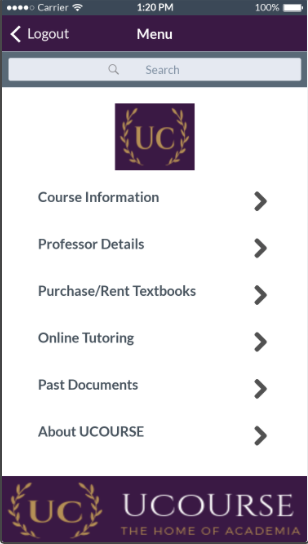 Carrier 1:20 PM 100%
Logout Menu
Search
UC
Course Information
Professor Details
Purchase/Rent Textbooks
Online Tutoring
Past Documents
About UCOURSE
UC UCOURSE
THE HOME OF ACADEMIA